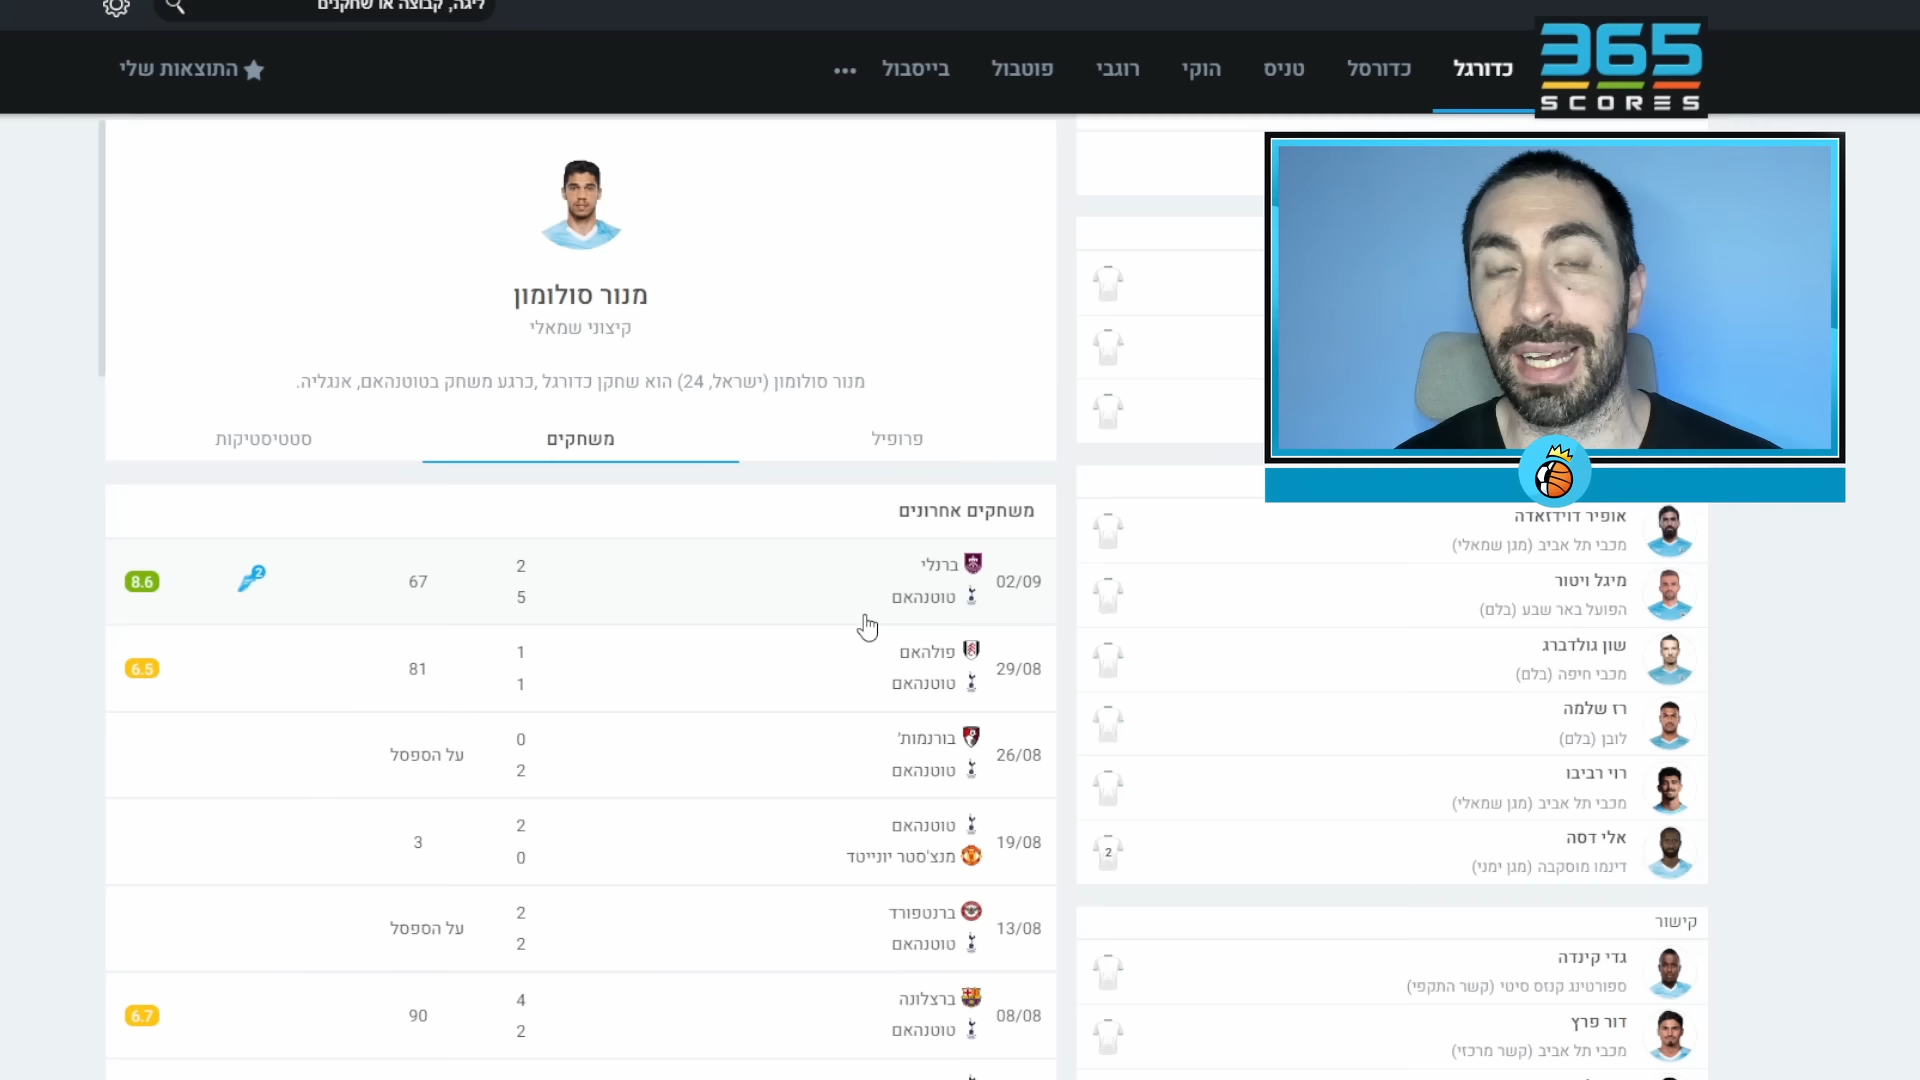 ליגה, קבוצה או שחקנים
365
SCORES
כדורגל
כדורסל
טניס
הוקי
רוגבי
פוטבול
בייסבול
•••
התוצאות שלי
מנור סולומון
קיצוני שמאלי
מנור סולומון (ישראל, 24) הוא שחקן כדורגל ,כרגע משחק בטוטנהאם, אנגליה.
פרופיל
משחקים
סטטיסטיקות
משחקים אחרונים
02/09
ברנלי 2
טוטנהאם 5
67
2
8.6
29/08
פולהאם 1
טוטנהאם 1
81
6.5
26/08
בורנמות' 0
טוטנהאם 2
על הספסל
19/08
טוטנהאם 2
מנצ'סטר יונייטד 0
3
13/08
ברנטפורד 2
טוטנהאם 2
על הספסל
08/08
ברצלונה 4
טוטנהאם 2
90
6.7
אופיר דוידזאדה
מכבי תל אביב (מגן שמאלי)
מיגל ויטור
הפועל באר שבע (בלם)
שון גולדברג
מכבי חיפה (בלם)
רז שלמה
לובן (בלם)
רוי רביבו
מכבי תל אביב (מגן שמאלי)
אלי דסה
דינמו מוסקבה (מגן ימני)
2
קישור
גדי קינדה
ספורטינג קנזס סיטי (קשר התקפי)
דור פרץ
מכבי תל אביב (קשר מרכזי)